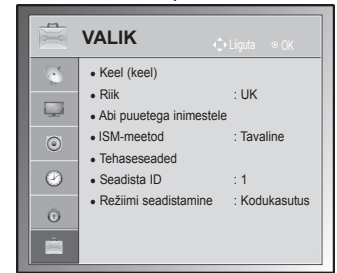 VALIK
Liiguta OK
• Keel (keel)
• Riik : UK
• Abi puuetega inimestele
• ISM-meetod : Tavaline
• Tehaseseaded
• Seadista ID : 1
• Režiimi seadistamine : Kodukasutus